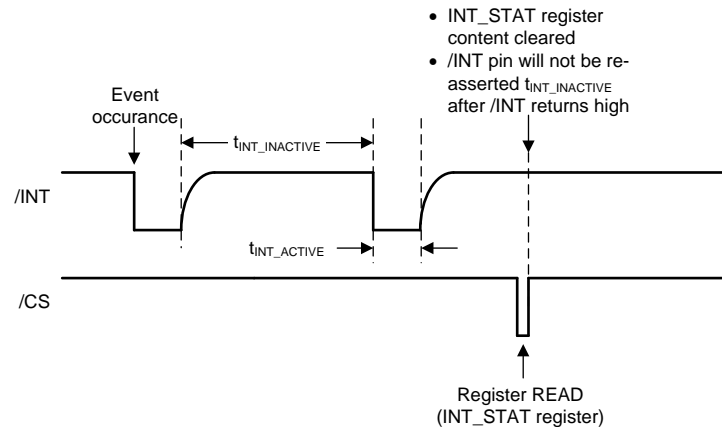 • INT_STAT register
content cleared
• /INT pin will not be re-
asserted tINT_INACTIVE
after /INT returns high
Event
occurance
tINT_INACTIVE
/INT
tINT_ACTIVE
/CS
Register READ
(INT_STAT register)